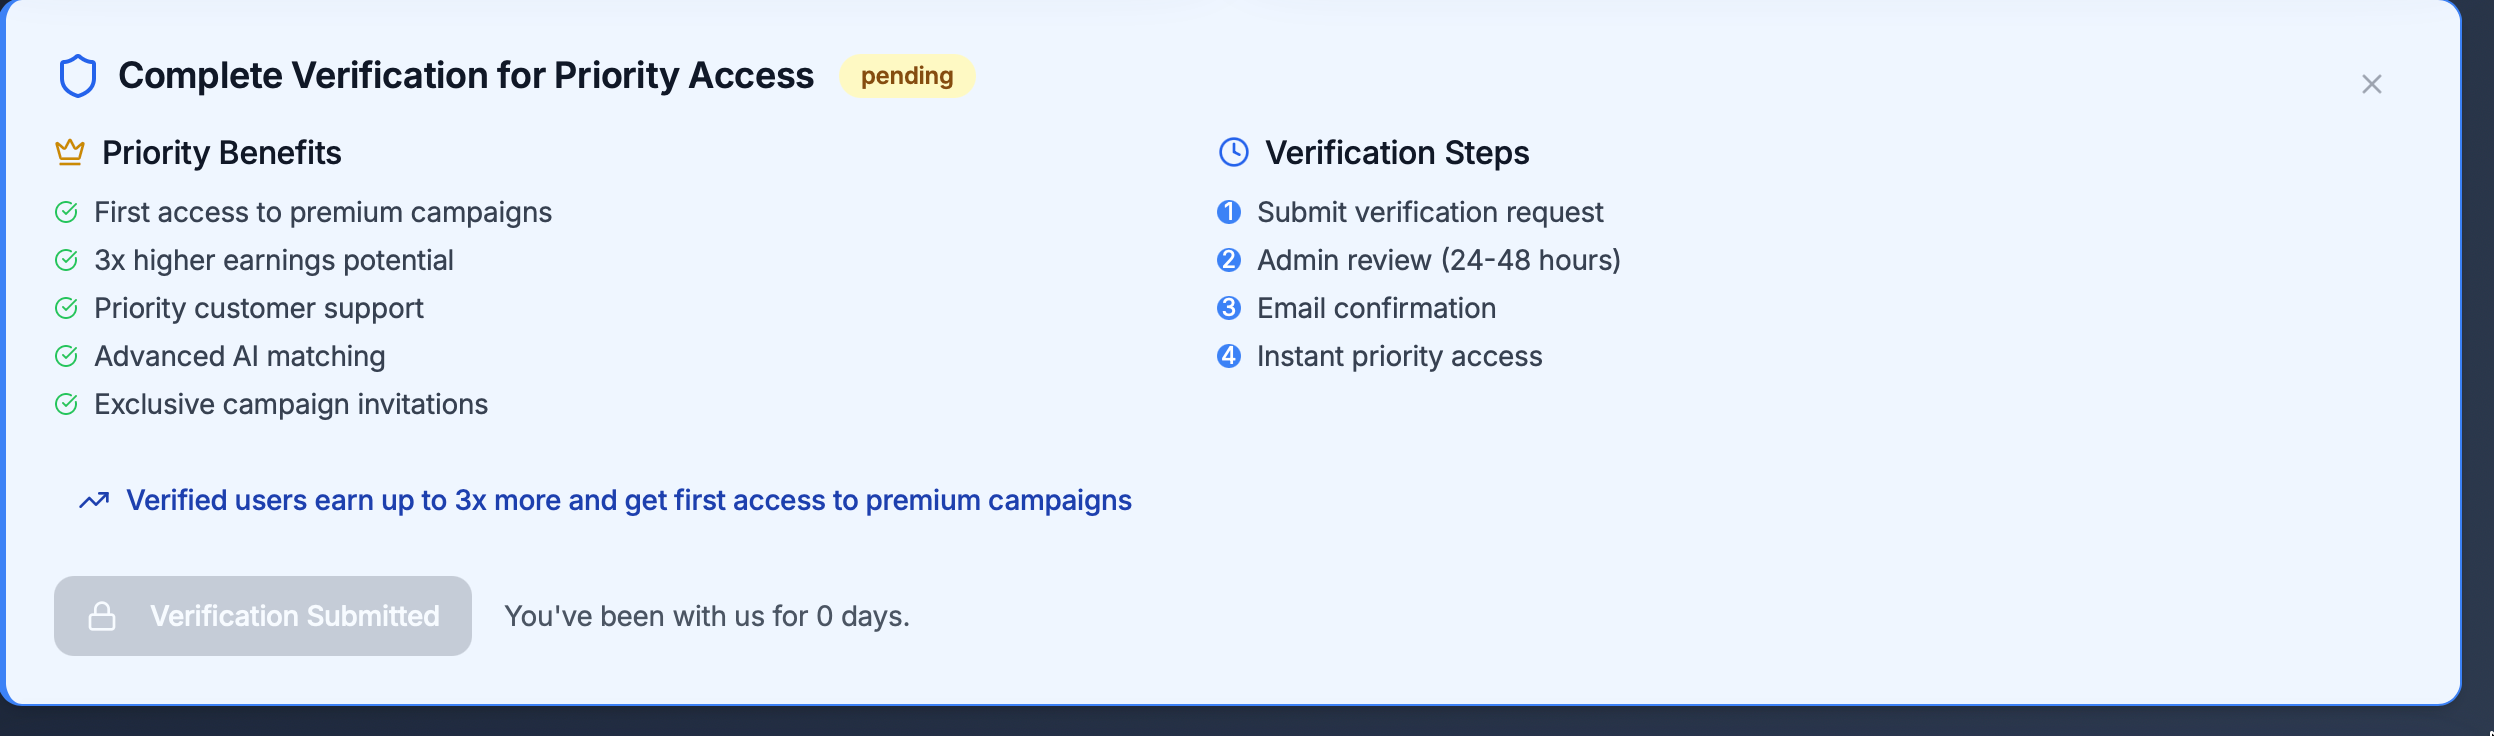 Complete Verification for Priority Access
pending
Priority Benefits
First access to premium campaigns
3x higher earnings potential
Priority customer support
Advanced AI matching
Exclusive campaign invitations
Verification Steps
1 Submit verification request
2 Admin review (24-48 hours)
3 Email confirmation
4 Instant priority access
Verified users earn up to 3x more and get first access to premium campaigns
Verification Submitted
You've been with us for 0 days.